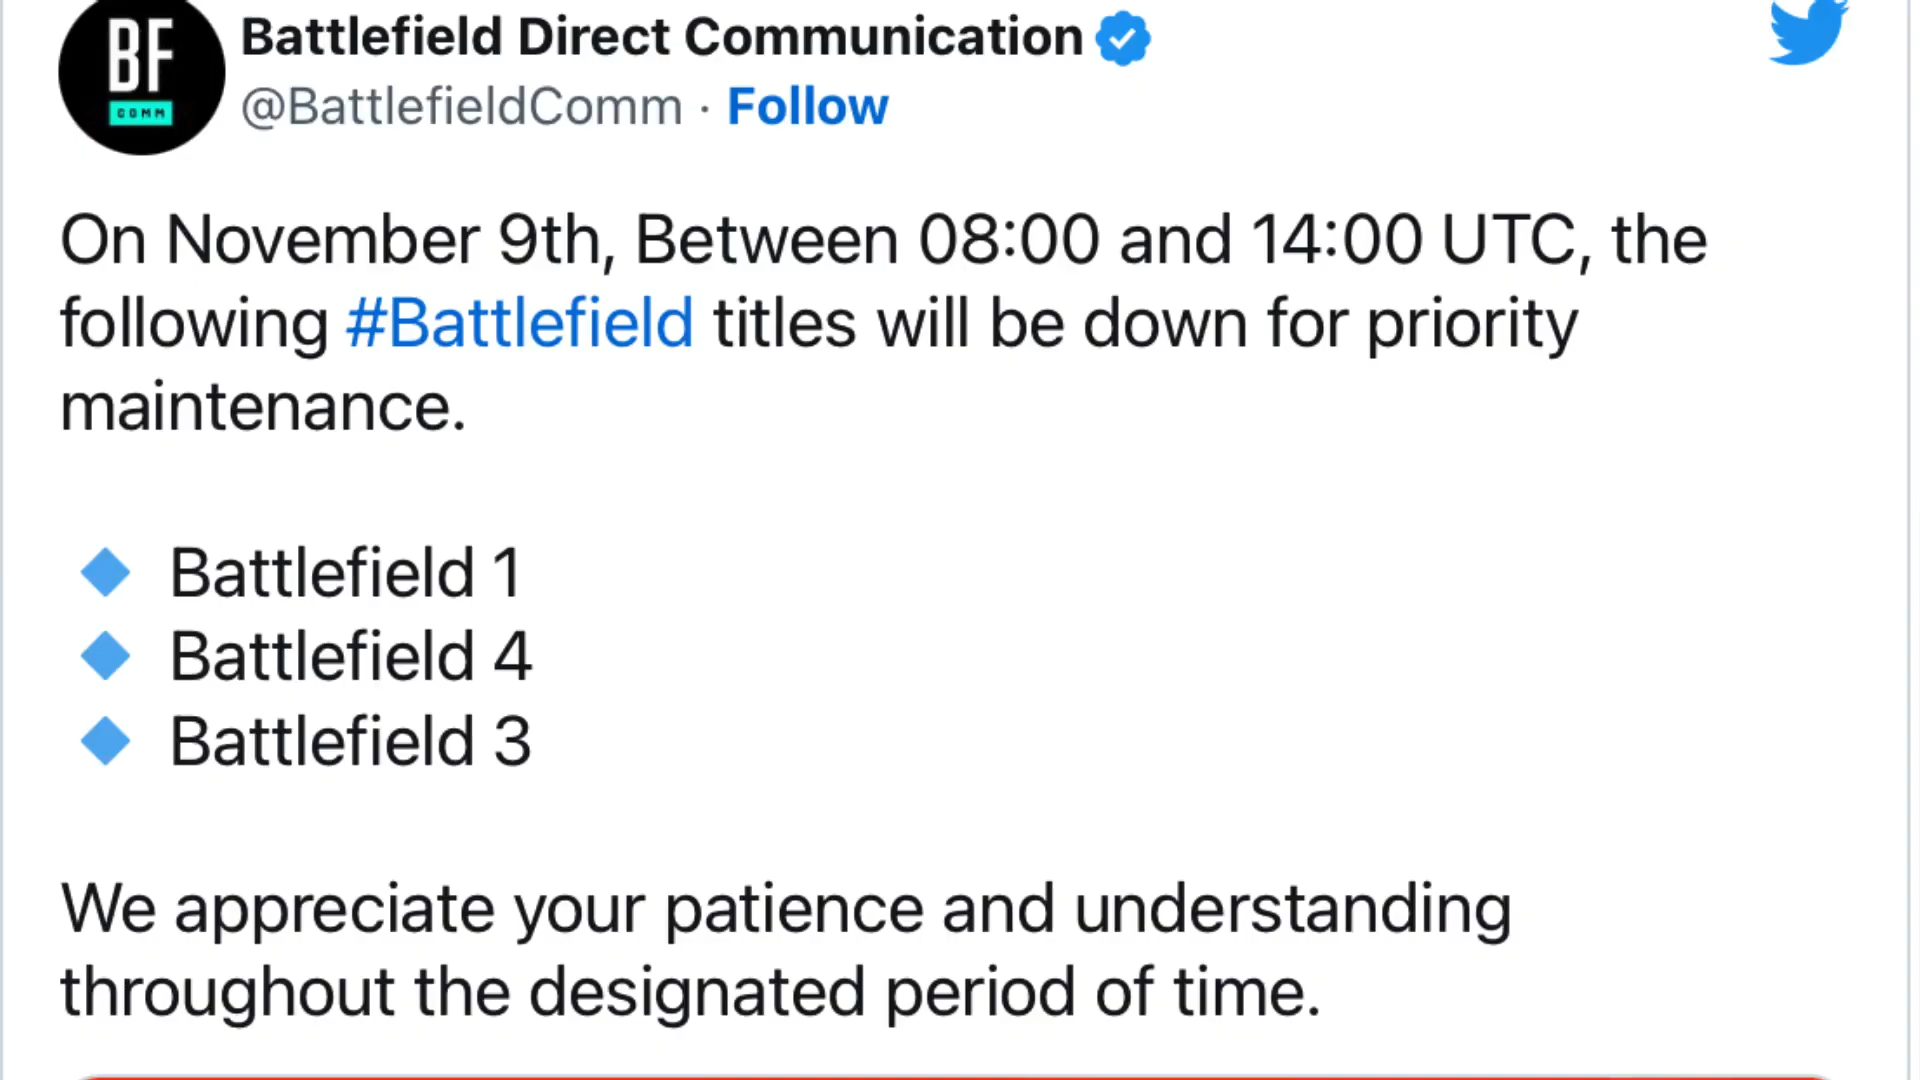 BF
COMM
Battlefield Direct Communication
@BattlefieldComm · Follow
On November 9th, Between 08:00 and 14:00 UTC, the
following #Battlefield titles will be down for priority
maintenance.
🔹 Battlefield 1
🔹 Battlefield 4
🔹 Battlefield 3
We appreciate your patience and understanding
throughout the designated period of time.